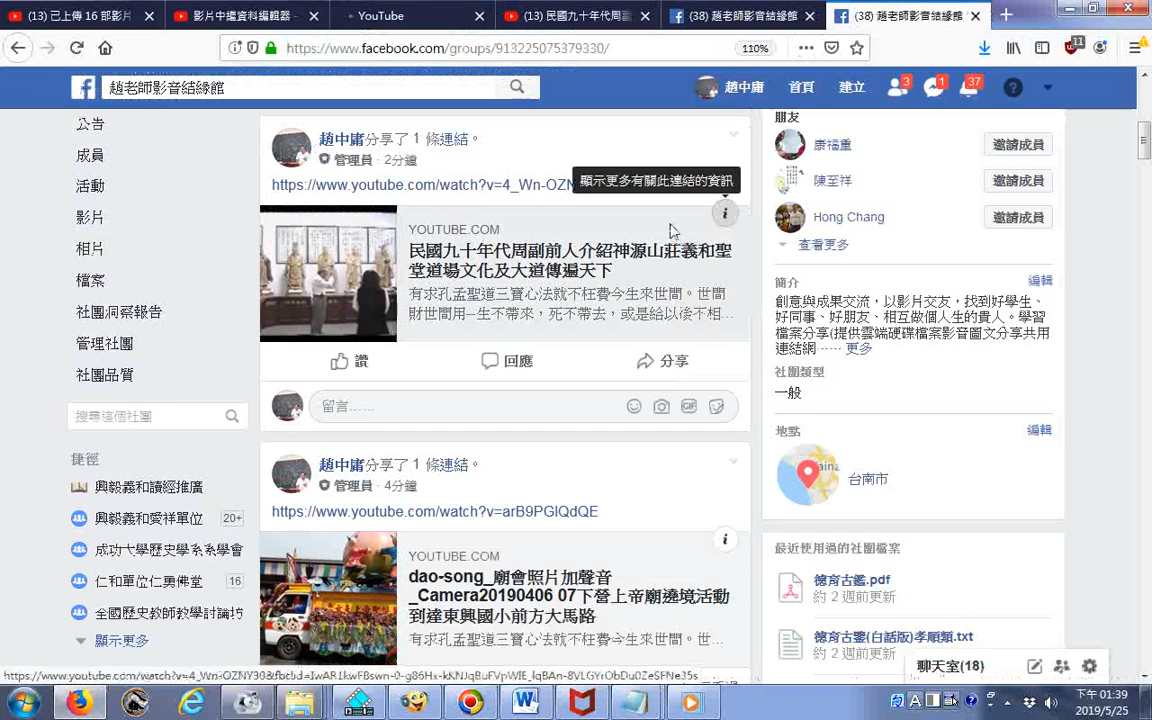 (13) 已上傳 16 部影片
影片中繼資料編輯器 -
YouTube
(13) 民國九十年代周副
(38) 趙老師影音結緣館
(38) 趙老師影音結緣館
https://www.facebook.com/groups/913225075379330/
110%
11
趙老師影音結緣館
趙中庸
首頁
建立
3
1
37
公告
成員
活動
影片
相片
檔案
社團洞察報告
管理社團
社團品質
搜尋這個社團
捷徑
興毅義和讀經推廣
興毅義和愛祥單位 20+
成功大學歷史學系系學會
仁和單位仁勇佛堂 16
全國歷史教師教學討論坊
顯示更多
趙中庸分享了 1 條連結。
管理員 · 2分鐘
https://www.youtube.com/watch?v=4_Wn-OZN
顯示更多有關此連結的資訊
YOUTUBE.COM
民國九十年代周副前人介紹神源山莊義和聖
堂道場文化及大道傳遍天下
有求孔孟聖道三寶心法就不枉費今生來世間。世間
財世間用--生不帶來，死不帶去，或是給以後不相...
讚
回應
分享
留言......
GIF
趙中庸分享了 1 條連結。
管理員 · 4分鐘
https://www.youtube.com/watch?v=arB9PGlQdQE
YOUTUBE.COM
dao-song_廟會照片加聲音
_Camera20190406 07下營上帝廟遶境活動
到達東興國小前方大馬路
有求孔孟聖道三寶心法就不枉費今生來世間。世...
朋友
康福重
邀請成員
陳至祥
邀請成員
Hong Chang
邀請成員
查看更多
簡介
編輯
創意與成果交流，以影片交友，找到好學生、
好同事、好朋友、相互做個人生的貴人。學習
檔案分享(提供雲端硬碟檔案影音圖文分享共用
連結網 ...... 更多
社團類型
一般
地點
編輯
台南市
最近使用過的社團檔案
德育古鑑.pdf
約 2 週前更新
德育古鑒(白話版)孝順類.txt
約 2 週前更新
聊天室(18)
下午 01:39
2019/5/25